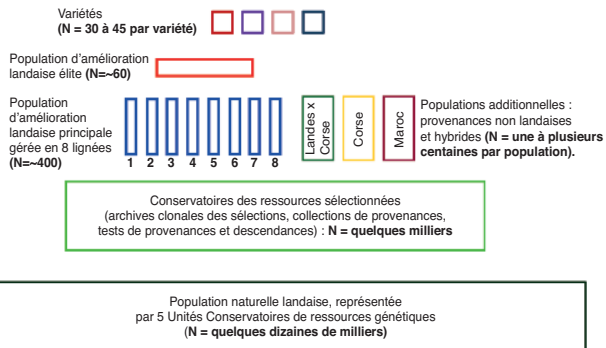 Variétés
(N = 30 à 45 par variété)
Population d'amélioration
landaise élite (N=~60)
Population
d'amélioration
landaise principale
gérée en 8 lignées
(N=~400)
1 2 3 4 5 6 7 8
Landes x
Corse
Corse
Maroc
Populations additionnelles :
provenances non landaises
et hybrides (N = une à plusieurs
centaines par population).
Conservatoires des ressources sélectionnées
(archives clonales des sélections, collections de provenances,
tests de provenances et descendances) : N = quelques milliers
Population naturelle landaise, représentée
par 5 Unités Conservatoires de ressources génétiques
(N = quelques dizaines de milliers)